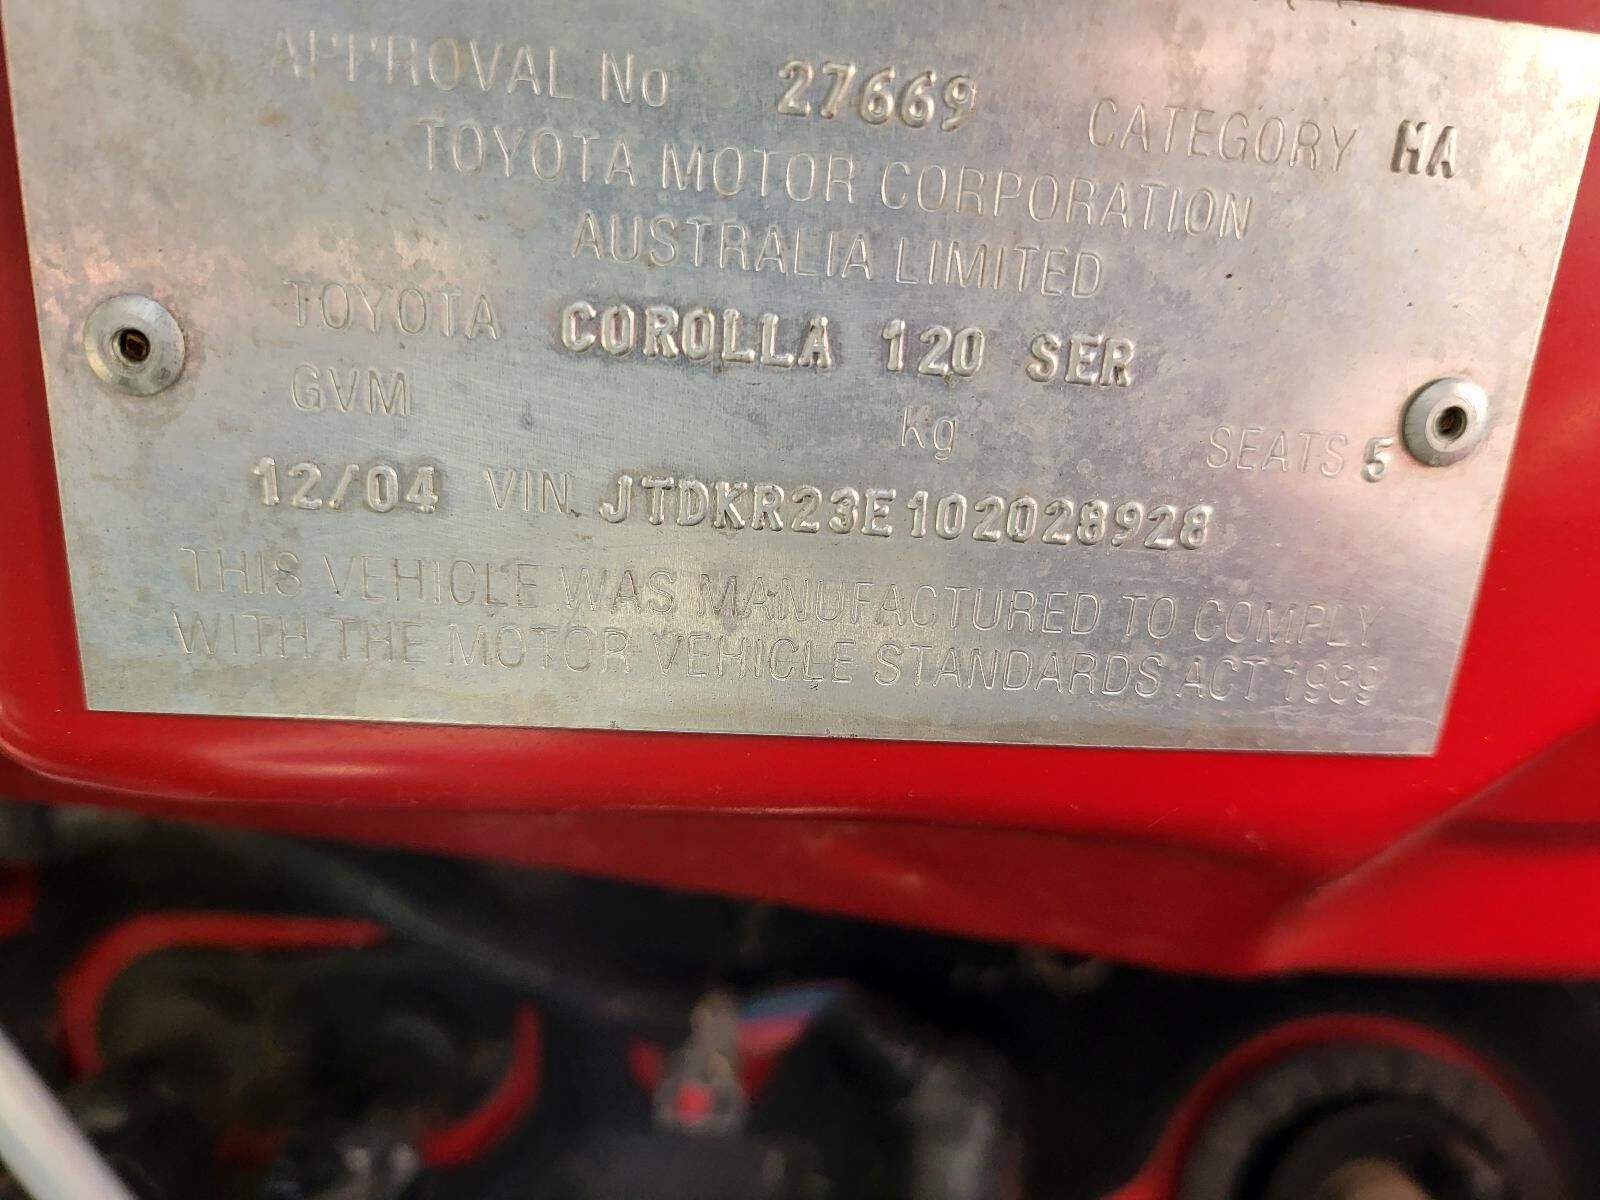 APPROVAL No 27669 CATEGORY MA
TOYOTA MOTOR CORPORATION
AUSTRALIA LIMITED
TOYOTA COROLLA 120 SER
GVM Kg SEATS 5
12/04 VIN. JTDKR23E102028928
THIS VEHICLE WAS MANUFACTURED TO COMPLY
WITH THE MOTOR VEHICLE STANDARDS ACT 1989